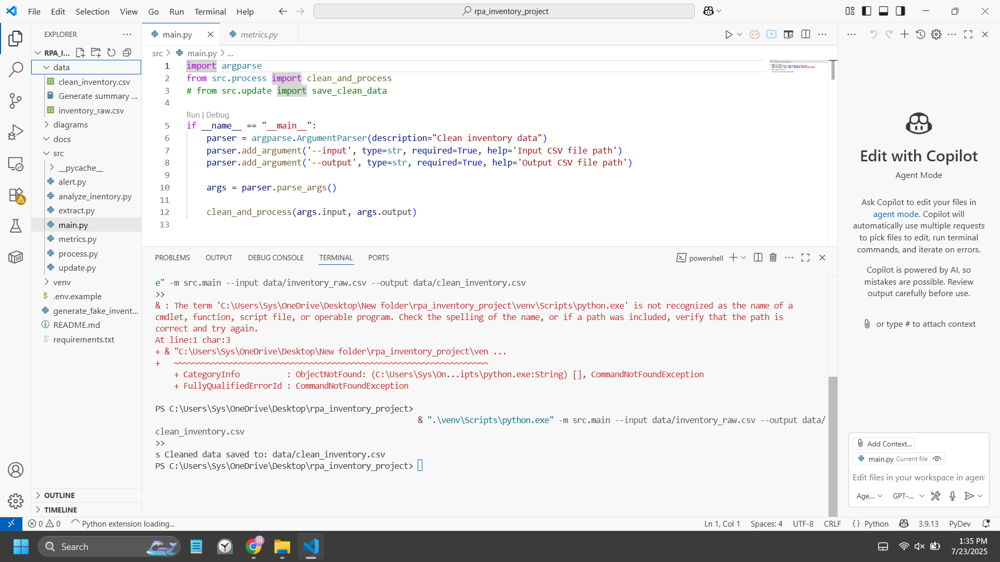 File Edit Selection View Go Run Terminal Help
rpa_inventory_project
EXPLORER
RPA_I...
data
clean_inventory.csv
Generate summary ...
inventory_raw.csv
diagrams
docs
src
__pycache__
alert.py
analyze_inentory.py
extract.py
main.py
metrics.py
process.py
update.py
venv
.env.example
generate_fake_invent...
README.md
requirements.txt
OUTLINE
TIMELINE
main.py metrics.py
src > main.py > ...
1 import argparse
2 from src.process import clean_and_process
3 # from src.update import save_clean_data
4
Run | Debug
5 if __name__ == "__main__":
6 parser = argparse.ArgumentParser(description="Clean inventory data")
7 parser.add_argument('--input', type=str, required=True, help='Input CSV file path')
8 parser.add_argument('--output', type=str, required=True, help='Output CSV file path')
9
10 args = parser.parse_args()
11
12 clean_and_process(args.input, args.output)
13
PROBLEMS OUTPUT DEBUG CONSOLE TERMINAL PORTS
powershell
e" -m src.main --input data/inventory_raw.csv --output data/clean_inventory.csv
>>
& : The term 'C:\Users\Sys\OneDrive\Desktop\New folder\rpa_inventory_project\venv\Scripts\python.exe' is not recognized as the name of a
cmdlet, function, script file, or operable program. Check the spelling of the name, or if a path was included, verify that the path is
correct and try again.
At line:1 char:3
+ & "C:\Users\Sys\OneDrive\Desktop\New folder\rpa_inventory_project\ven ...
+ ~~~~~~~~~~~~~~~~~~~~~~~~~~~~~~~~~~~~~~~~~~~~~~~~~~~~~~~~~~~~~~~~~~~
+ CategoryInfo : ObjectNotFound: (C:\Users\Sys\On...ipts\python.exe:String) [], CommandNotFoundException
+ FullyQualifiedErrorId : CommandNotFoundException
PS C:\Users\Sys\OneDrive\Desktop\rpa_inventory_project>
& ".\venv\Scripts\python.exe" -m src.main --input data/inventory_raw.csv --output data/
clean_inventory.csv
>>
s Cleaned data saved to: data/clean_inventory.csv
PS C:\Users\Sys\OneDrive\Desktop\rpa_inventory_project>
Edit with Copilot
Agent Mode
Ask Copilot to edit your files in
agent mode. Copilot will
automatically use multiple requests
to pick files to edit, run terminal
commands, and iterate on errors.
Copilot is powered by AI, so
mistakes are possible. Review
output carefully before use.
or type # to attach context
Add Context...
main.py Current file
Edit files in your workspace in agent
Age... GPT-...
0 0 Python extension loading...
Ln 1, Col 1 Spaces: 4 UTF-8 CRLF {} Python 3.9.13 PyDev
Search
1:35 PM
7/23/2025